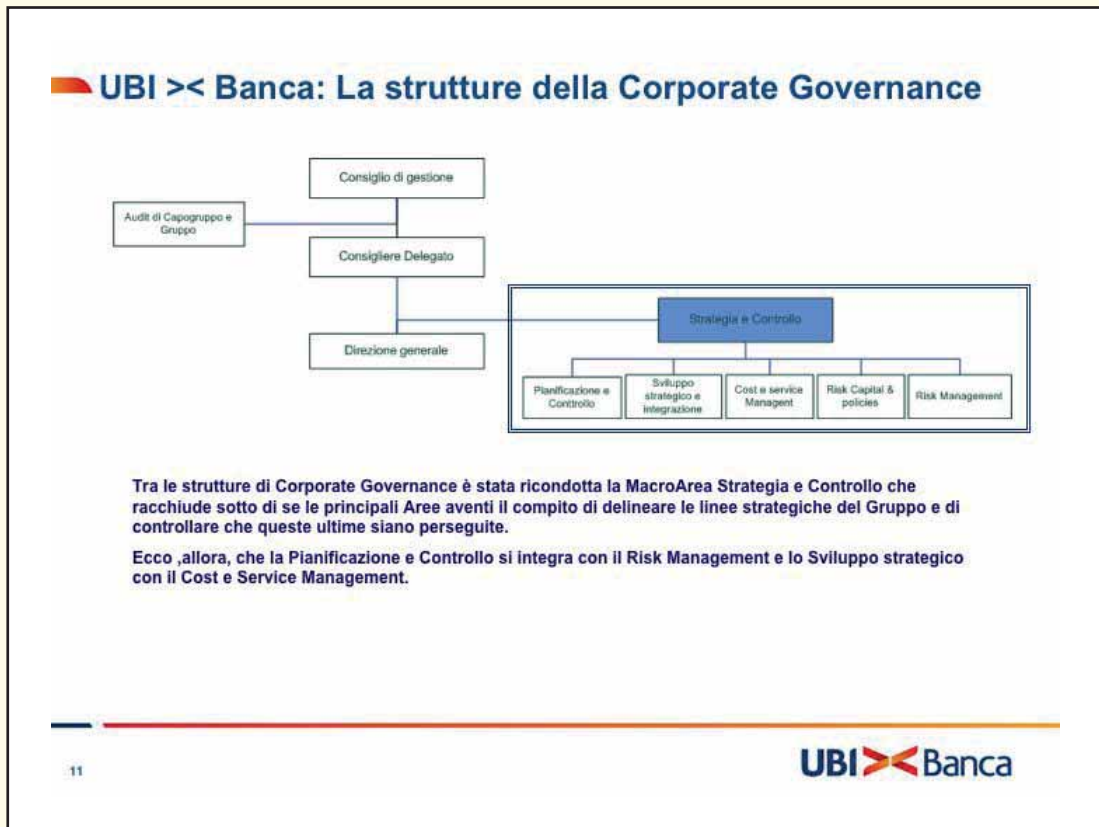 UBI >< Banca: La strutture della Corporate Governance
Consiglio di gestione
Audit di Capogruppo e
Gruppo
Consigliere Delegato
Strategia e Controllo
Direzione generale
Pianificazione e
Conttrollo
Sviluppo
strategico e
integrazione
Cost e service
Managent
Risk Capital &
policies
Risk Management
Tra le strutture di Corporate Governance è stata ricondotta la MacroArea Strategia e Controllo che
racchiude sotto di se le principali Aree aventi il compito di delineare le linee strategiche del Gruppo e di
controllare che queste ultime siano perseguite.
Ecco ,allora, che la Pianificazione e Controllo si integra con il Risk Management e lo Sviluppo strategico
con il Cost e Service Management.
11
UBI >< Banca